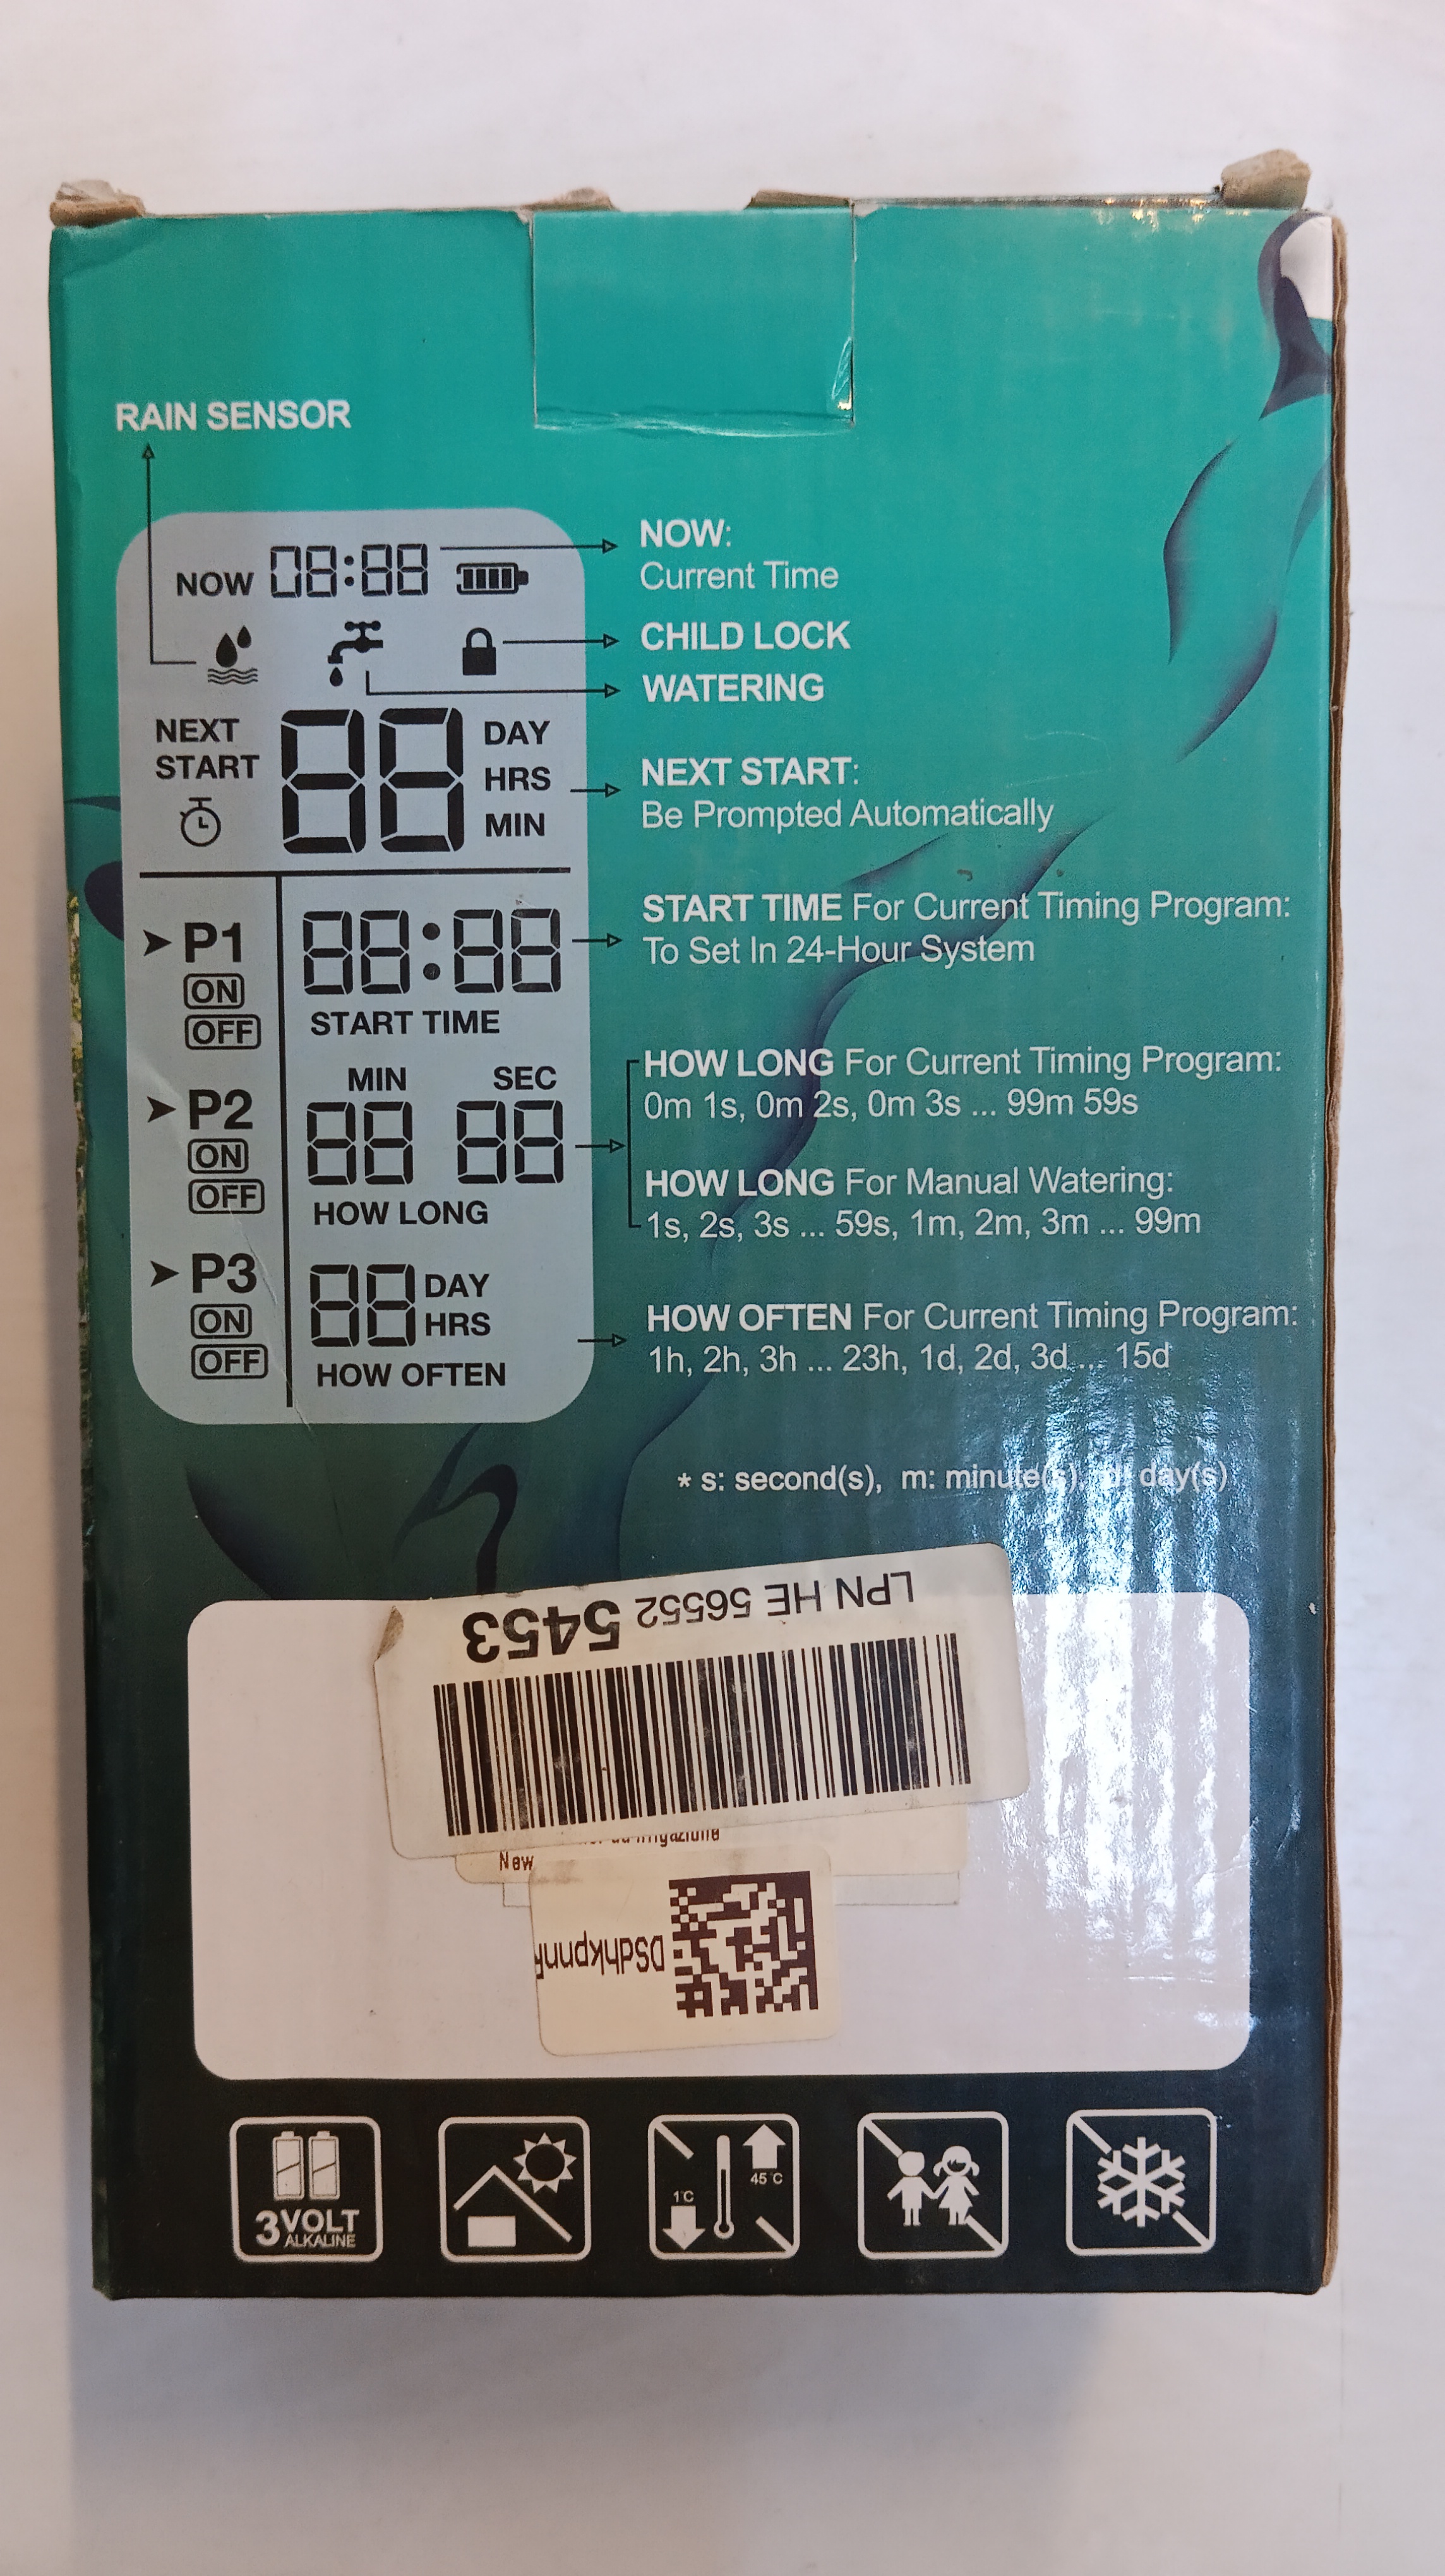 RAIN SENSOR
NOW 08:88
NOW:
Current Time
CHILD LOCK
WATERING
NEXT
START
88
DAY
HRS
MIN
NEXT START:
Be Prompted Automatically
P1
ON
OFF
88:88
START TIME
START TIME For Current Timing Program:
To Set In 24-Hour System
P2
ON
OFF
MIN SEC
88 88
HOW LONG
HOW LONG For Current Timing Program:
0m 1s, 0m 2s, 0m 3s ... 99m 59s
HOW LONG For Manual Watering:
1s, 2s, 3s ... 59s, 1m, 2m, 3m ... 99m
P3
ON
OFF
88 DAY
HRS
HOW OFTEN
HOW OFTEN For Current Timing Program:
1h, 2h, 3h ... 23h, 1d, 2d, 3d ... 15d
* s: second(s), m: minute(s), d: day(s)
LPN HE 56552 5453
New
3VOLT
ALKALINE
1°C
45°C